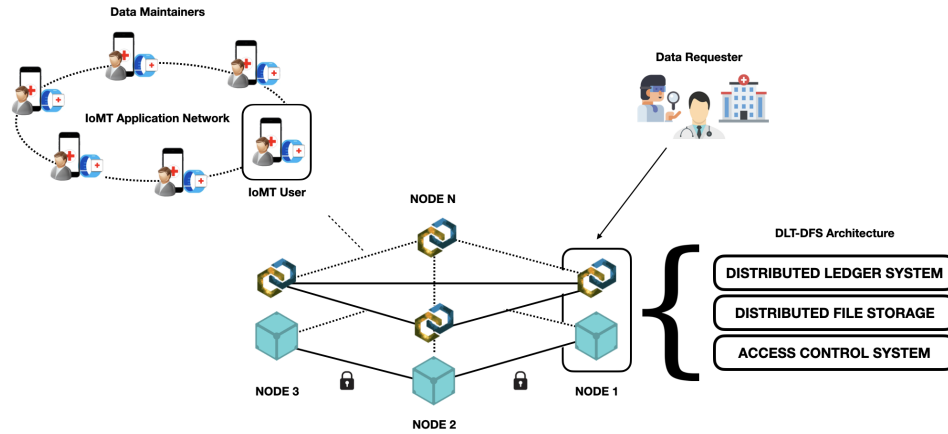 Data Maintainers
Data Requester
IoMT Application Network
IoMT User
NODE N
DLT-DFS Architecture
DISTRIBUTED LEDGER SYSTEM
DISTRIBUTED FILE STORAGE
ACCESS CONTROL SYSTEM
NODE 3
NODE 1
NODE 2